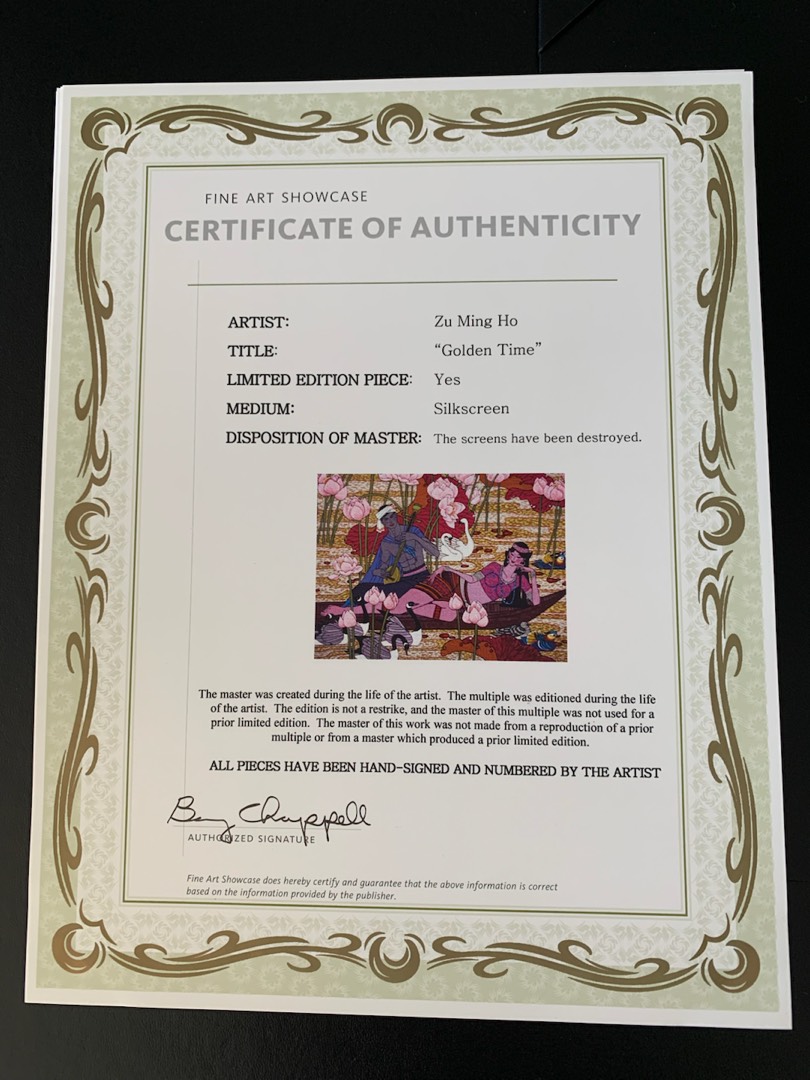 FINE ART SHOWCASE
CERTIFICATE OF AUTHENTICITY
ARTIST: Zu Ming Ho
TITLE: “Golden Time”
LIMITED EDITION PIECE: Yes
MEDIUM: Silkscreen
DISPOSITION OF MASTER: The screens have been destroyed.
The master was created during the life of the artist. The multiple was editioned during the life
of the artist. The edition is not a restrike, and the master of this multiple was not used for a
prior limited edition. The master of this work was not made from a reproduction of a prior
multiple or from a master which produced a prior limited edition.
ALL PIECES HAVE BEEN HAND-SIGNED AND NUMBERED BY THE ARTIST
Chappell
AUTHORIZED SIGNATURE
Fine Art Showcase does hereby certify and guarantee that the above information is correct
based on the information provided by the publisher.